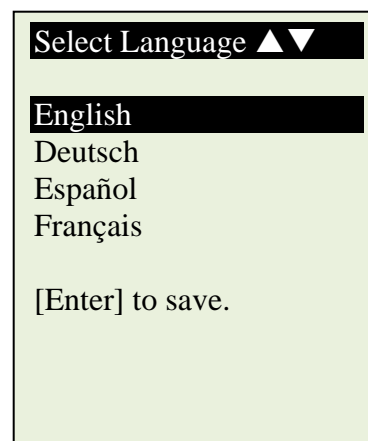 Select Language ▲▼
English
Deutsch
Español
Français
[Enter] to save.